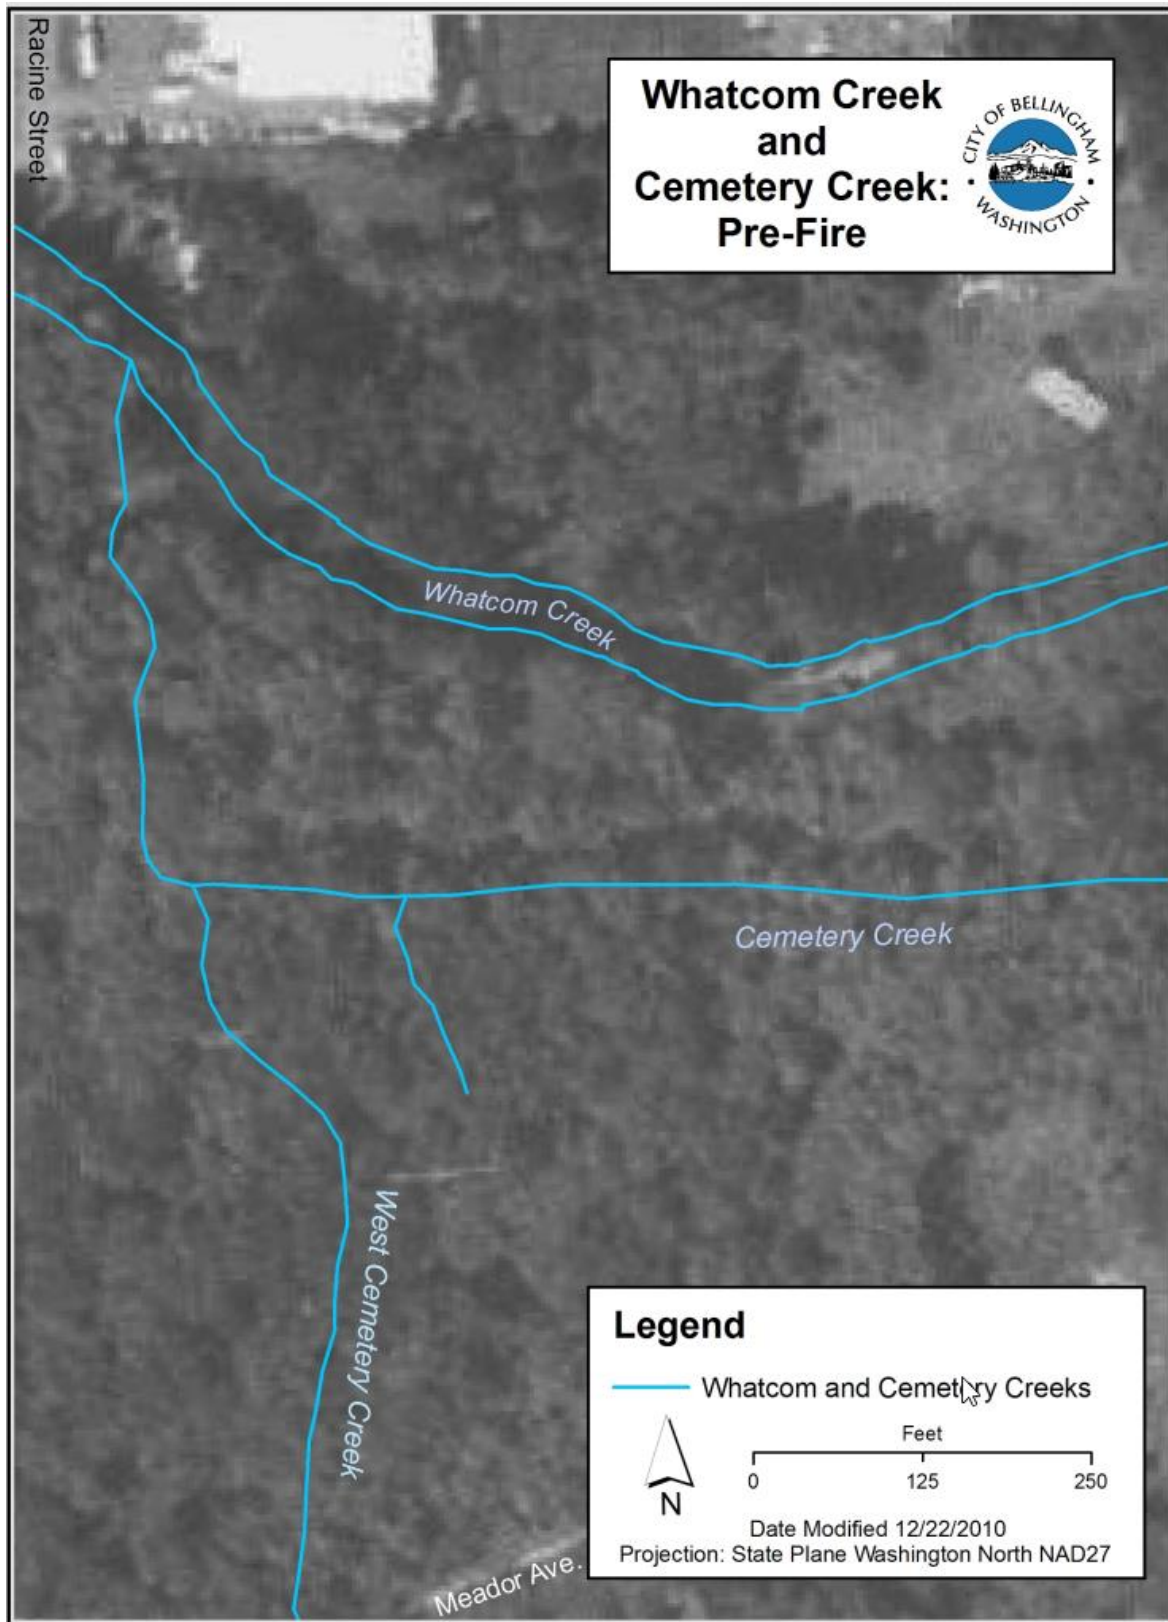 Racine Street
Whatcom Creek
and
Cemetery Creek:
Pre-Fire
CITY OF BELLINGHAM
• WASHINGTON •
Whatcom Creek
Cemetery Creek
West Cemetery Creek
Legend
Whatcom and Cemetery Creeks
Feet
0 125 250
N
Date Modified 12/22/2010
Projection: State Plane Washington North NAD27
Meador Ave.